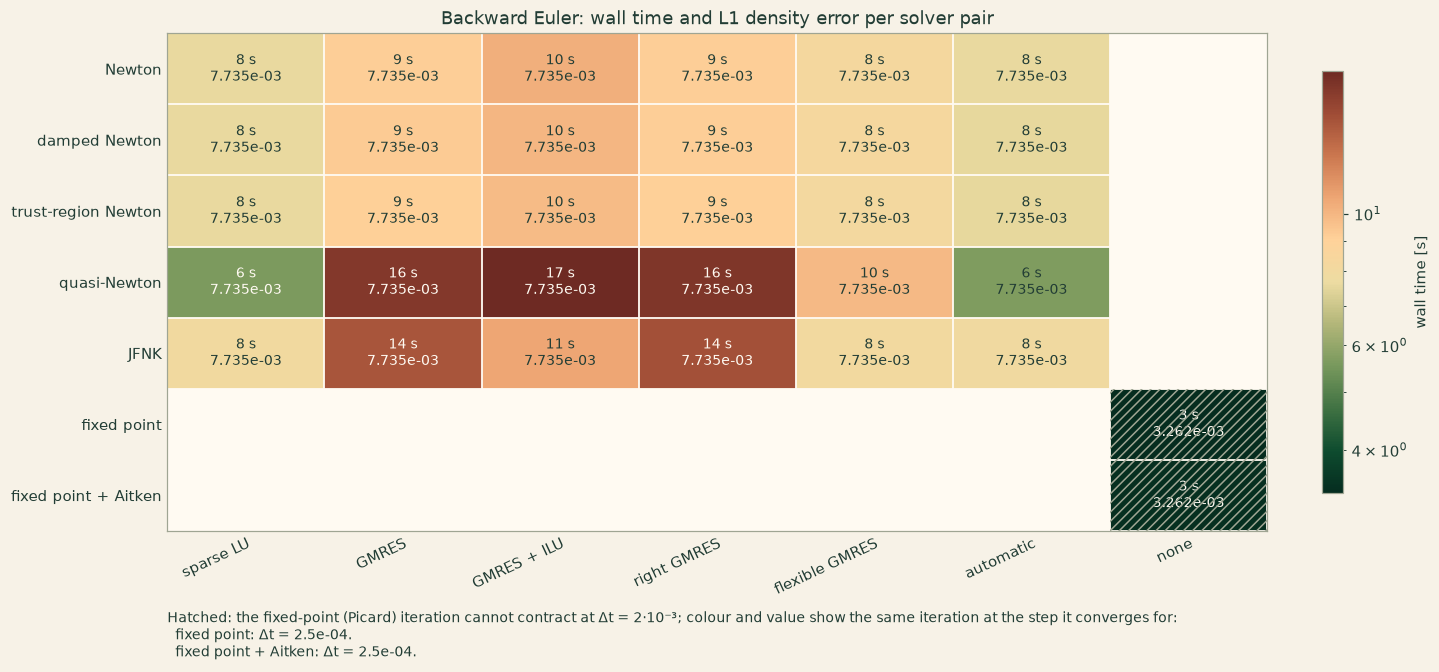 Backward Euler: wall time and L1 density error per solver pair
Newton
8 s
7.735e-03
9 s
7.735e-03
10 s
7.735e-03
9 s
7.735e-03
8 s
7.735e-03
8 s
7.735e-03
damped Newton
8 s
7.735e-03
9 s
7.735e-03
10 s
7.735e-03
9 s
7.735e-03
8 s
7.735e-03
8 s
7.735e-03
trust-region Newton
8 s
7.735e-03
9 s
7.735e-03
10 s
7.735e-03
9 s
7.735e-03
8 s
7.735e-03
8 s
7.735e-03
quasi-Newton
6 s
7.735e-03
16 s
7.735e-03
17 s
7.735e-03
16 s
7.735e-03
10 s
7.735e-03
6 s
7.735e-03
JFNK
8 s
7.735e-03
14 s
7.735e-03
11 s
7.735e-03
14 s
7.735e-03
8 s
7.735e-03
8 s
7.735e-03
fixed point
3 s
3.262e-03
fixed point + Aitken
3 s
3.262e-03
sparse LU
GMRES
GMRES + ILU
right GMRES
flexible GMRES
automatic
none
10¹
6 × 10⁰
4 × 10⁰
wall time [s]
Hatched: the fixed-point (Picard) iteration cannot contract at Δt = 2·10⁻³; colour and value show the same iteration at the step it converges for:
fixed point: Δt = 2.5e-04.
fixed point + Aitken: Δt = 2.5e-04.